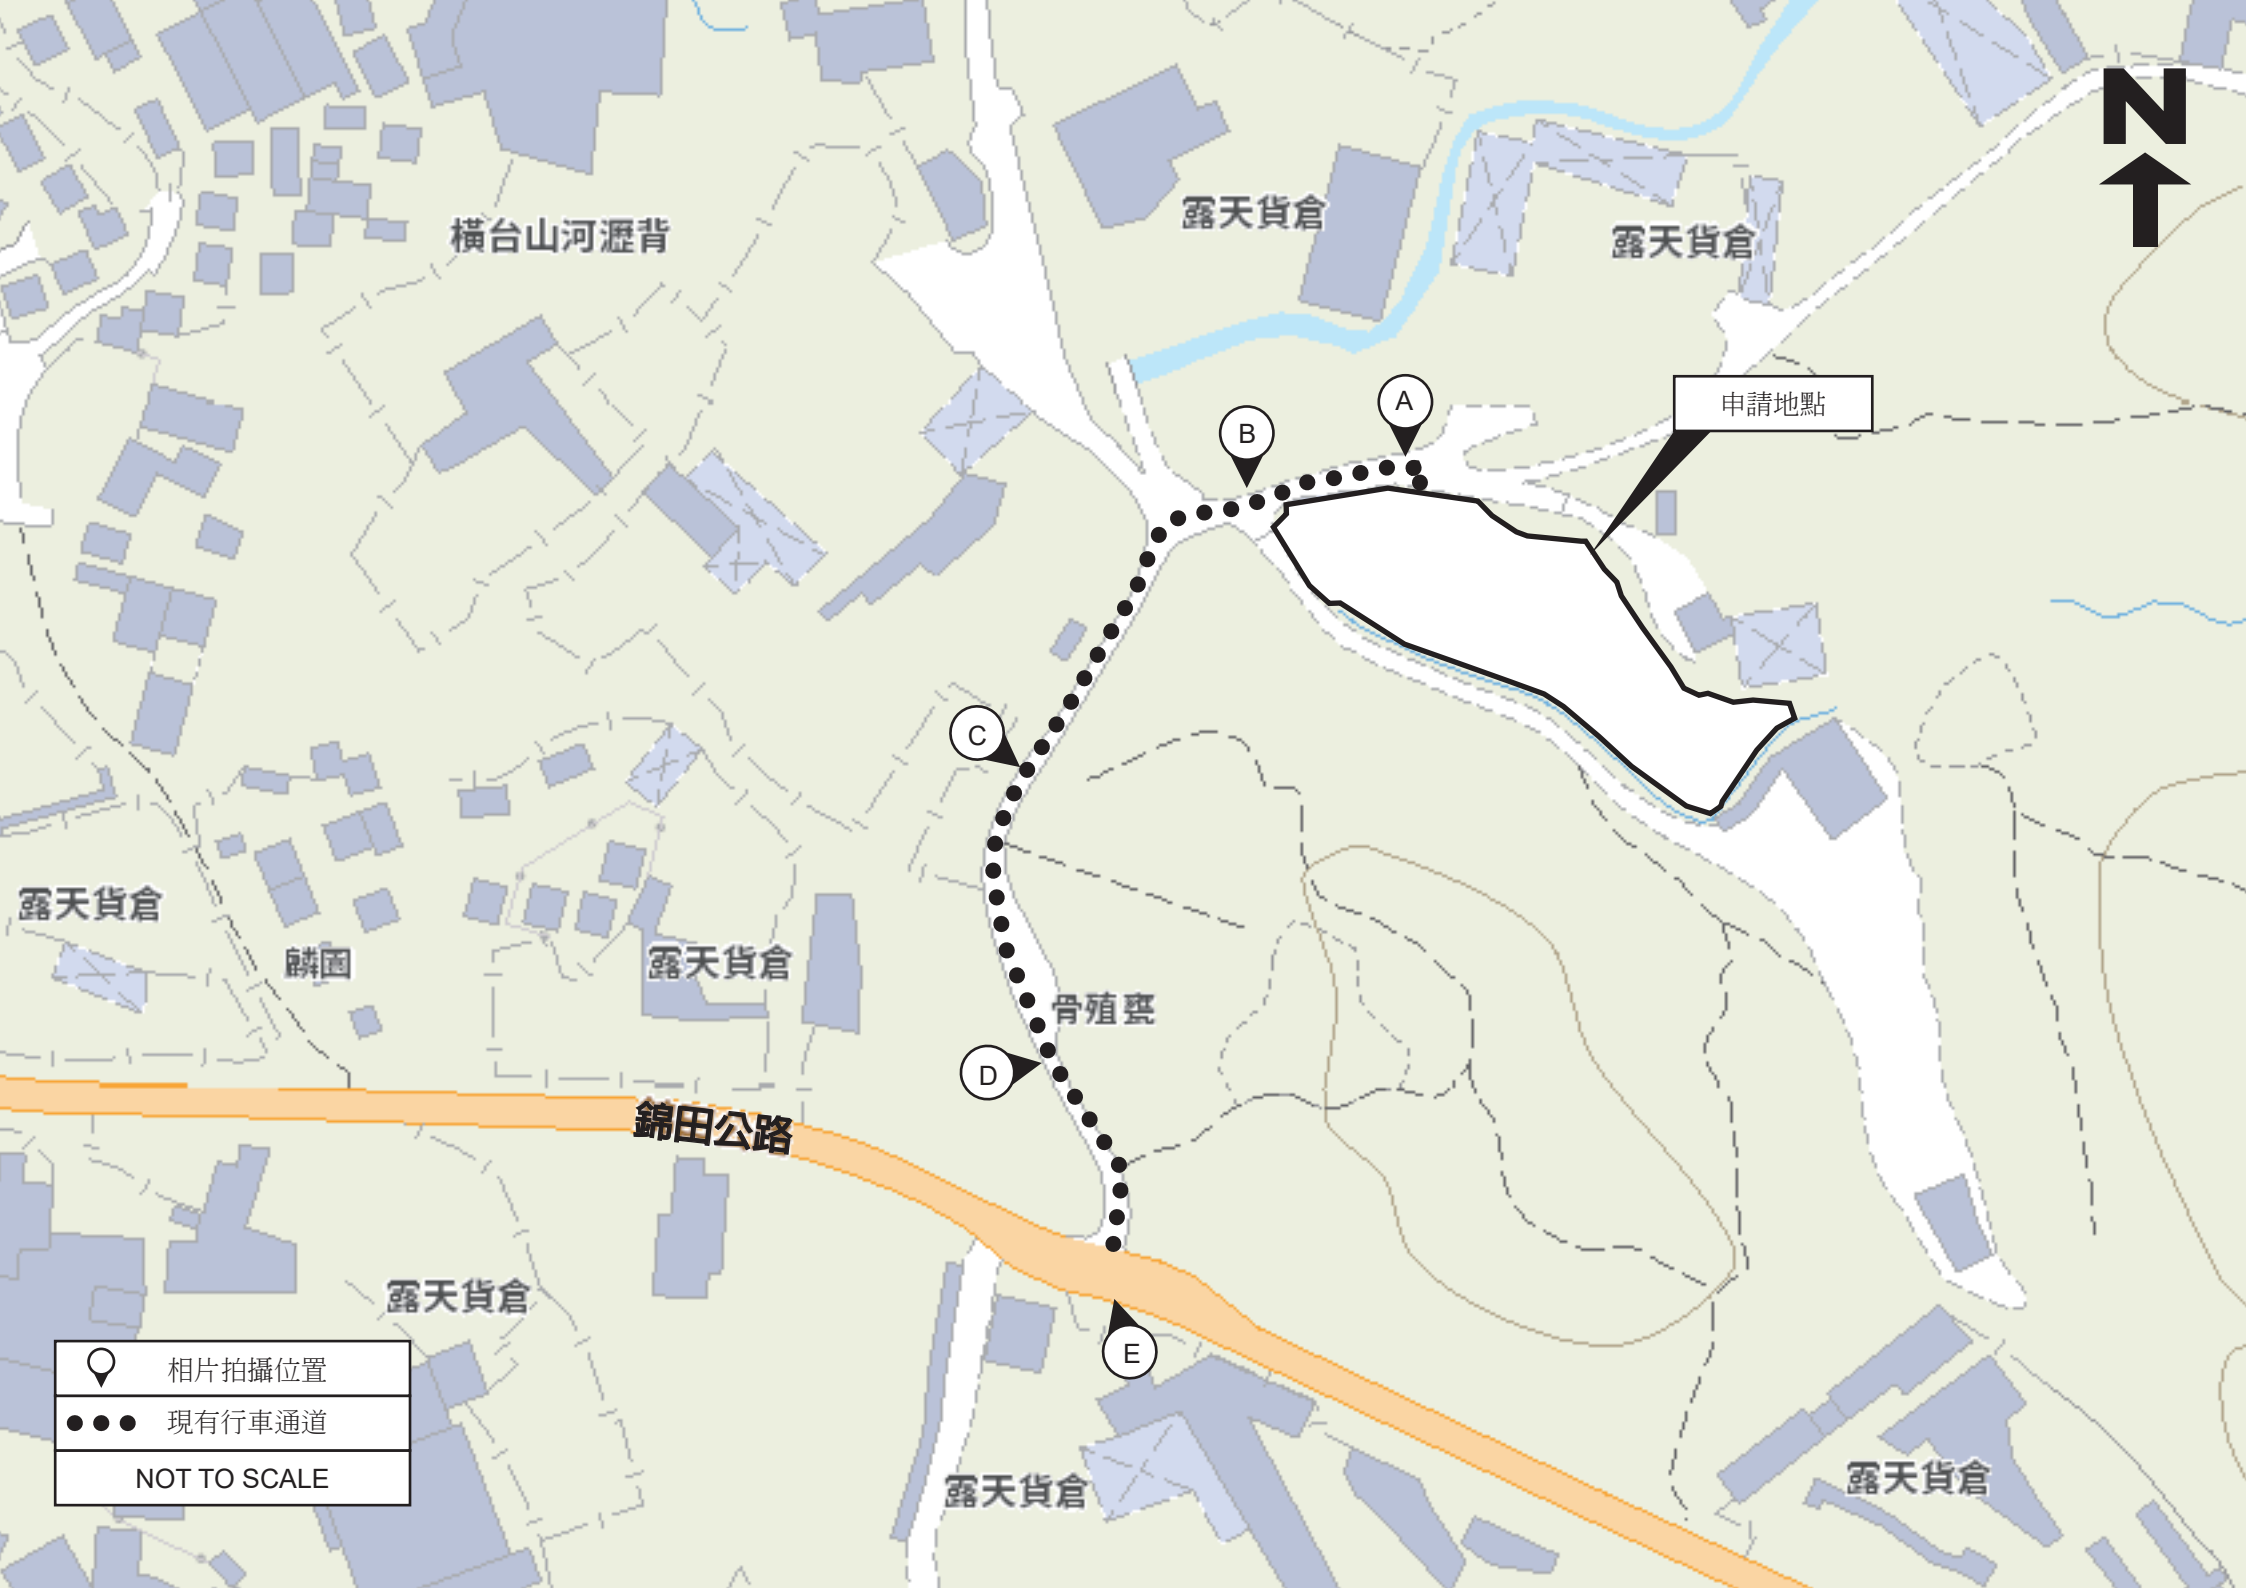 N
露天貨倉
橫台山河瀝背
露天貨倉
申請地點
A
B
C
露天貨倉
麟園
露天貨倉
骨殖甕
D
錦田公路
露天貨倉
E
相片拍攝位置
現有行車通道
NOT TO SCALE
露天貨倉
露天貨倉